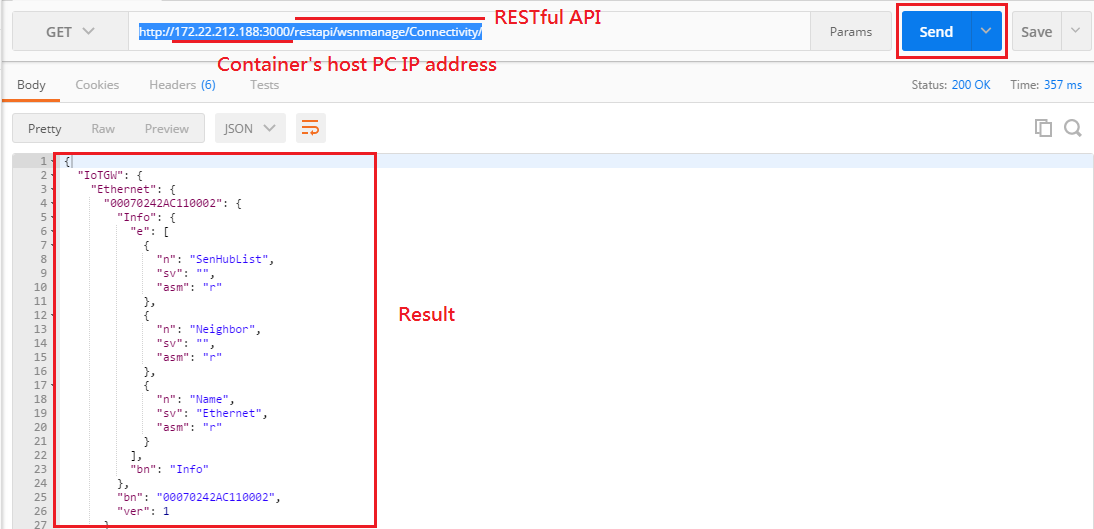 RESTful API
GET http://172.22.212.188:3000/restapi/wsnmanage/Connectivity/ Params Send Save
Container's host PC IP address
Body Cookies Headers (6) Tests Status: 200 OK Time: 357 ms
Pretty Raw Preview JSON
1 {
2 "IoTGW": {
3 "Ethernet": {
4 "00070242AC110002": {
5 "Info": {
6 "e": [
7 {
8 "n": "SenHubList",
9 "sv": "",
10 "asm": "r"
11 },
12 {
13 "n": "Neighbor",
14 "sv": "",
15 "asm": "r"
16 },
17 {
18 "n": "Name",
19 "sv": "Ethernet",
20 "asm": "r"
21 }
22 ],
23 "bn": "Info"
24 },
25 "bn": "00070242AC110002",
26 "ver": 1
27 }
Result